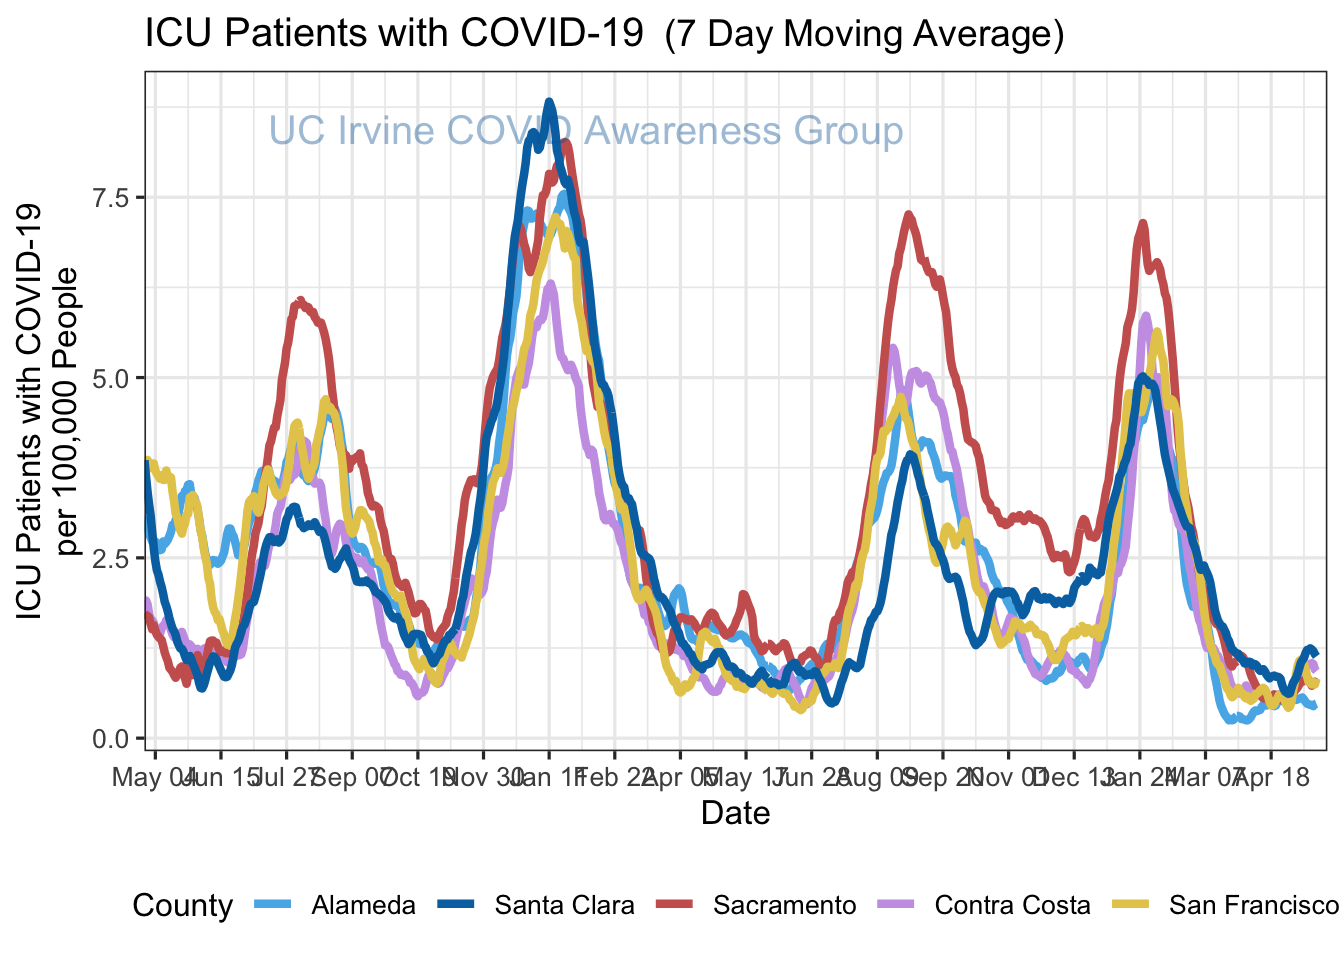 ICU Patients with COVID-19  (7 Day Moving Average)
UC Irvine COVID Awareness Group
ICU Patients with COVID-19
per 100,000 People
7.5
5.0
2.5
0.0
May 04 Jun 15 Jul 27 Sep 07 Oct 19 Nov 30 Jan 11 Feb 22 Apr 05 May 17 Jun 28 Aug 09 Sep 20 Nov 01 Dec 13 Jan 24 Mar 07 Apr 18
Date
County Alameda Santa Clara Sacramento Contra Costa San Francisco